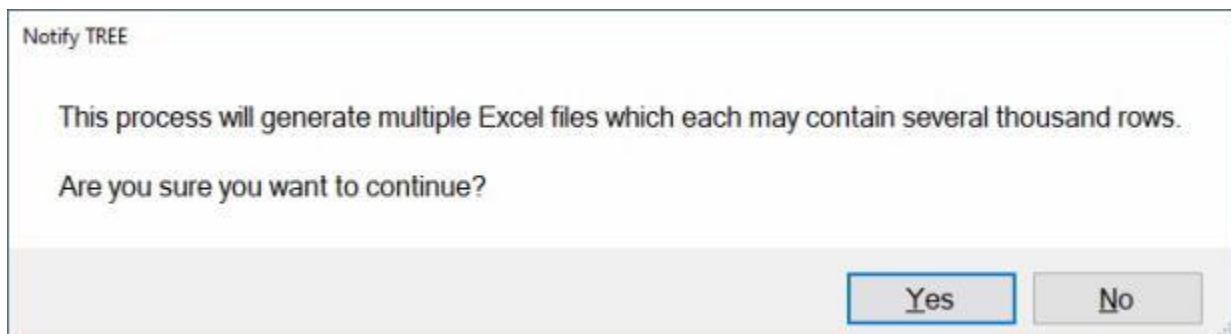 Notify TREE
This process will generate multiple Excel files which each may contain several thousand rows.
Are you sure you want to continue?
Yes No